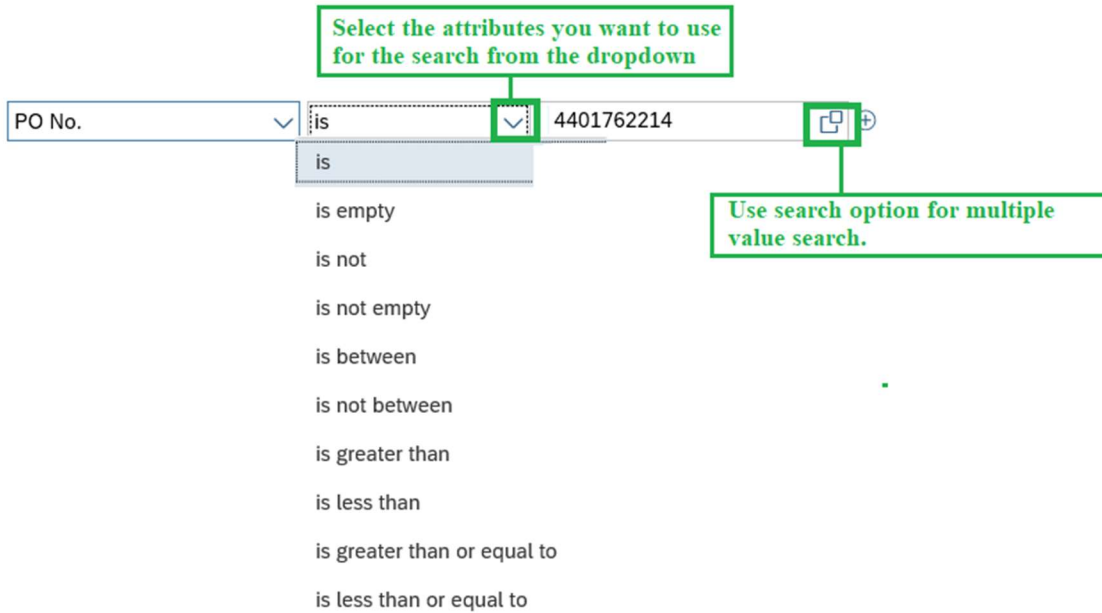 Select the attributes you want to use
for the search from the dropdown
PO No. is 4401762214
is
is empty
is not
is not empty
is between
is not between
is greater than
is less than
is greater than or equal to
is less than or equal to
Use search option for multiple
value search.